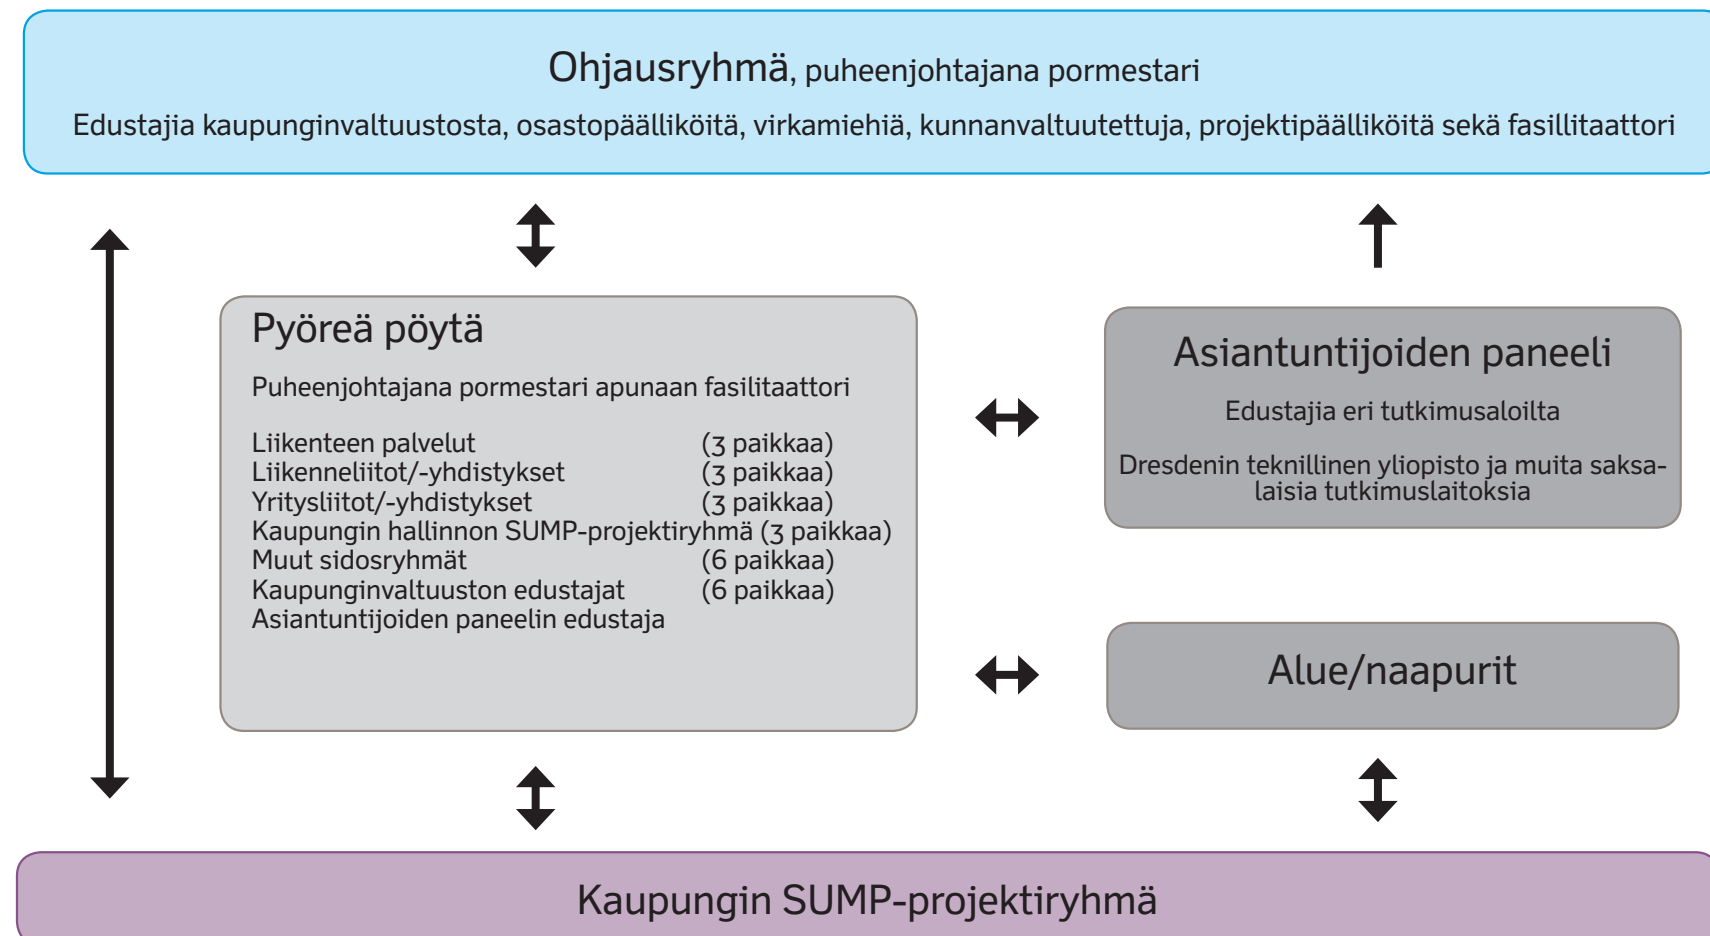 Ohjausryhmä, puheenjohtajana pormestari
Edustajia kaupunginvaltuustosta, osastopäälliköitä, virkamiehiä, kunnanvaltuutettuja, projektipäälliköitä sekä fasillitaattori
Pyöreä pöytä
Puheenjohtajana pormestari apunaan fasilitaattori
Liikenteen palvelut (3 paikkaa)
Liikenneliitot/-yhdistykset (3 paikkaa)
Yritysliitot/-yhdistykset (3 paikkaa)
Kaupungin hallinnon SUMP-projektiryhmä (3 paikkaa)
Muut sidosryhmät (6 paikkaa)
Kaupunginvaltuuston edustajat (6 paikkaa)
Asiantuntijoiden paneelin edustaja
Asiantuntijoiden paneeli
Edustajia eri tutkimusaloilta
Dresdenin teknillinen yliopisto ja muita saksa-
laisia tutkimuslaitoksia
Alue/naapurit
Kaupungin SUMP-projektiryhmä